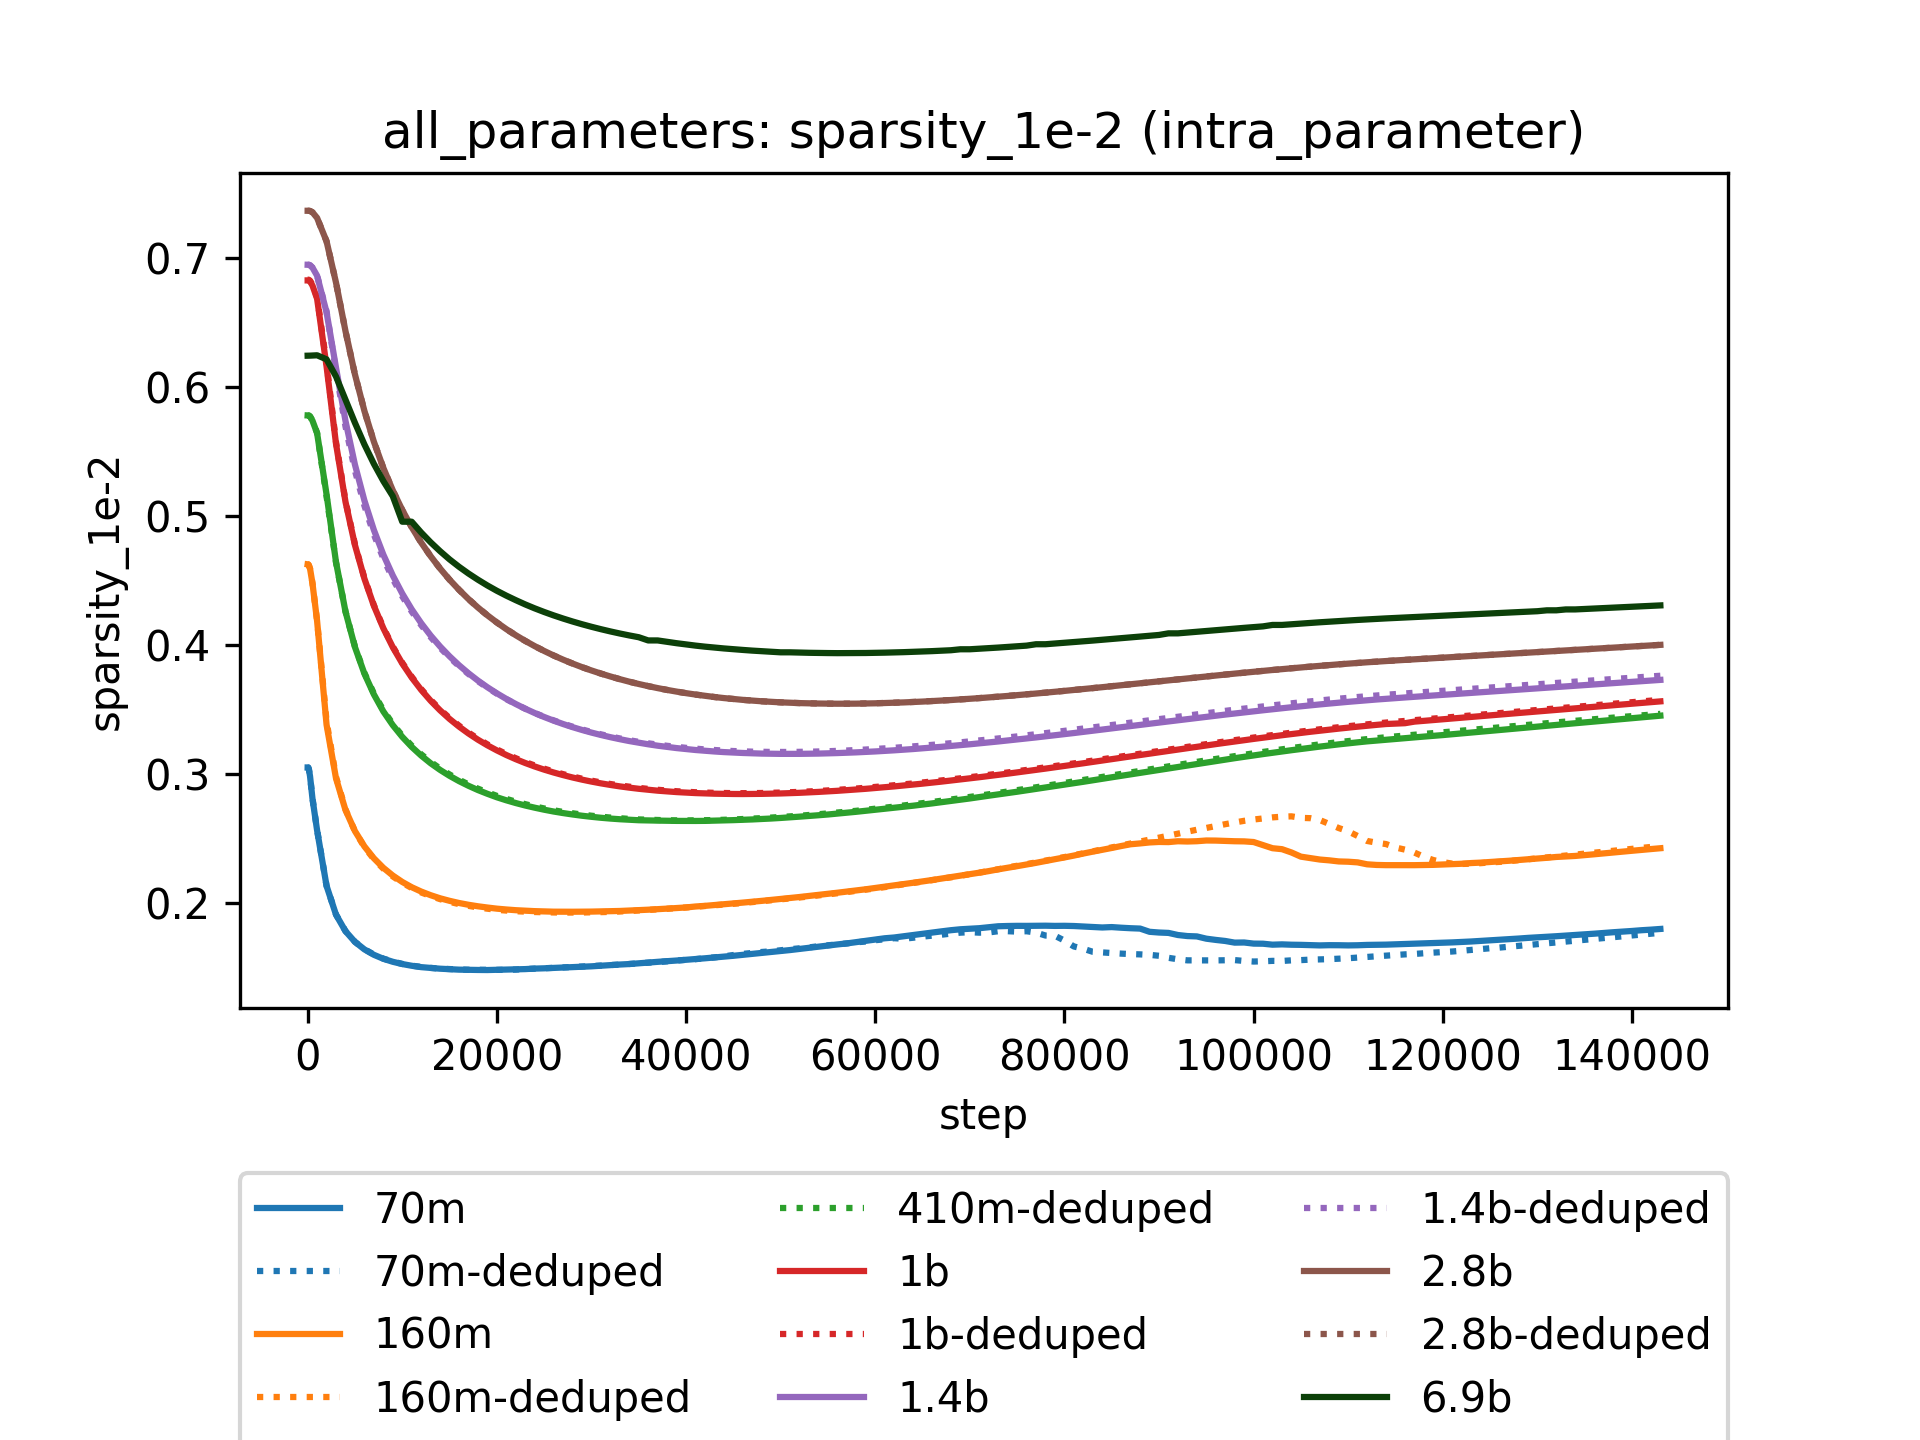 all_parameters: sparsity_1e-2 (intra_parameter)
sparsity_1e-2
0.7
0.6
0.5
0.4
0.3
0.2
0 20000 40000 60000 80000 100000 120000 140000
step
70m 410m-deduped 1.4b-deduped
70m-deduped 1b 2.8b
160m 1b-deduped 2.8b-deduped
160m-deduped 1.4b 6.9b